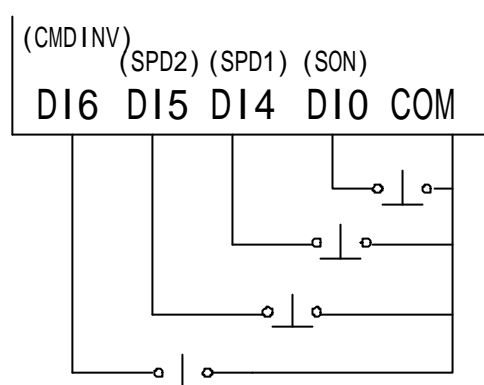 (CMDINV)
(SPD2) (SPD1) (SON)
DI6 DI5 DI4 DI0 COM